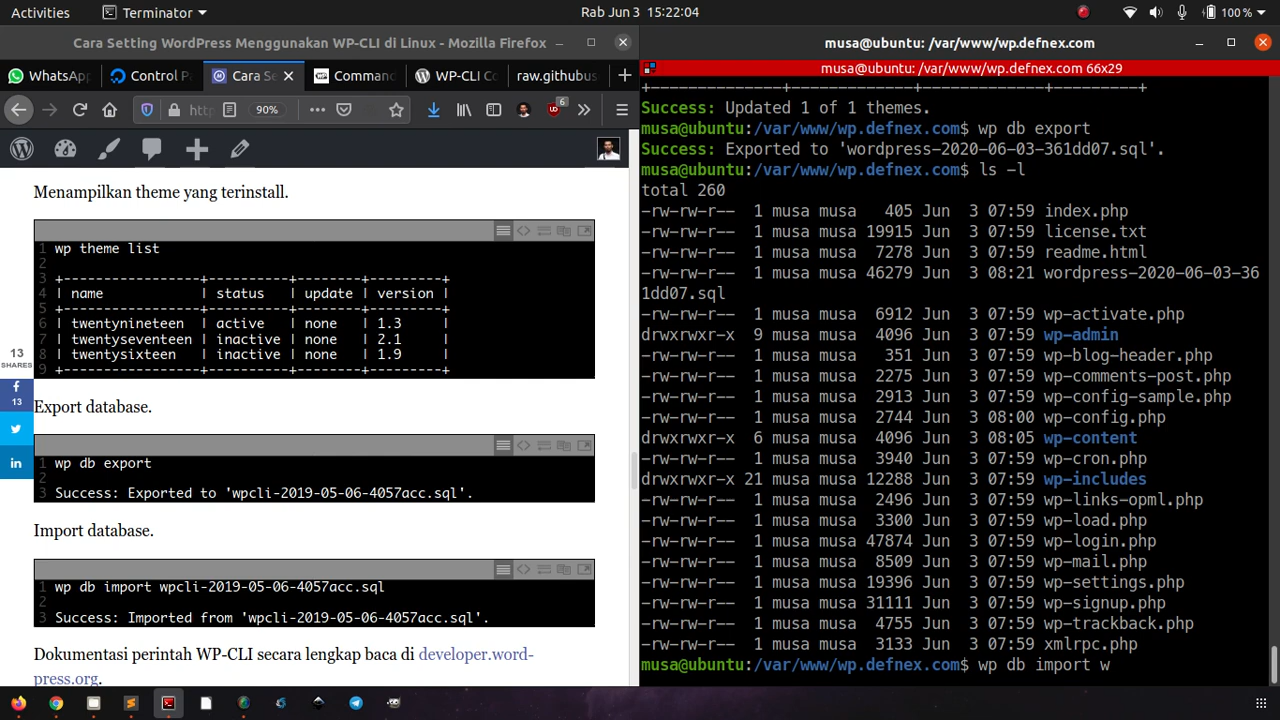 Activities
Terminator
Rab Jun 3 15:22:04
100 %
Cara Setting WordPress Menggunakan WP-CLI di Linux - Mozilla Firefox
WhatsApp
Control P
Cara Se
Comman
WP-CLI Co
raw.githubus
htt
90%
6
Menampilkan theme yang terinstall.
1 wp theme list
2
3 +-----------------+----------+--------+---------+
4 | name | status | update | version |
5 +-----------------+----------+--------+---------+
6 | twentynineteen | active | none | 1.3 |
7 | twentyseventeen | inactive | none | 2.1 |
8 | twentysixteen | inactive | none | 1.9 |
9 +-----------------+----------+--------+---------+
13
SHARES
13
Export database.
1 wp db export
2
3 Success: Exported to 'wpcli-2019-05-06-4057acc.sql'.
Import database.
1 wp db import wpcli-2019-05-06-4057acc.sql
2
3 Success: Imported from 'wpcli-2019-05-06-4057acc.sql'.
Dokumentasi perintah WP-CLI secara lengkap baca di developer.word-
press.org.
musa@ubuntu: /var/www/wp.defnex.com
musa@ubuntu: /var/www/wp.defnex.com 66x29
Success: Updated 1 of 1 themes.
musa@ubuntu:/var/www/wp.defnex.com$ wp db export
Success: Exported to 'wordpress-2020-06-03-361dd07.sql'.
musa@ubuntu:/var/www/wp.defnex.com$ ls -l
total 260
-rw-rw-r-- 1 musa musa 405 Jun 3 07:59 index.php
-rw-rw-r-- 1 musa musa 19915 Jun 3 07:59 license.txt
-rw-rw-r-- 1 musa musa 7278 Jun 3 07:59 readme.html
-rw-rw-r-- 1 musa musa 46279 Jun 3 08:21 wordpress-2020-06-03-36
1dd07.sql
-rw-rw-r-- 1 musa musa 6912 Jun 3 07:59 wp-activate.php
drwxrwxr-x 9 musa musa 4096 Jun 3 07:59 wp-admin
-rw-rw-r-- 1 musa musa 351 Jun 3 07:59 wp-blog-header.php
-rw-rw-r-- 1 musa musa 2275 Jun 3 07:59 wp-comments-post.php
-rw-rw-r-- 1 musa musa 2913 Jun 3 07:59 wp-config-sample.php
-rw-rw-r-- 1 musa musa 2744 Jun 3 08:00 wp-config.php
drwxrwxr-x 6 musa musa 4096 Jun 3 08:05 wp-content
-rw-rw-r-- 1 musa musa 3940 Jun 3 07:59 wp-cron.php
drwxrwxr-x 21 musa musa 12288 Jun 3 07:59 wp-includes
-rw-rw-r-- 1 musa musa 2496 Jun 3 07:59 wp-links-opml.php
-rw-rw-r-- 1 musa musa 3300 Jun 3 07:59 wp-load.php
-rw-rw-r-- 1 musa musa 47874 Jun 3 07:59 wp-login.php
-rw-rw-r-- 1 musa musa 8509 Jun 3 07:59 wp-mail.php
-rw-rw-r-- 1 musa musa 19396 Jun 3 07:59 wp-settings.php
-rw-rw-r-- 1 musa musa 31111 Jun 3 07:59 wp-signup.php
-rw-rw-r-- 1 musa musa 4755 Jun 3 07:59 wp-trackback.php
-rw-rw-r-- 1 musa musa 3133 Jun 3 07:59 xmlrpc.php
musa@ubuntu:/var/www/wp.defnex.com$ wp db import w